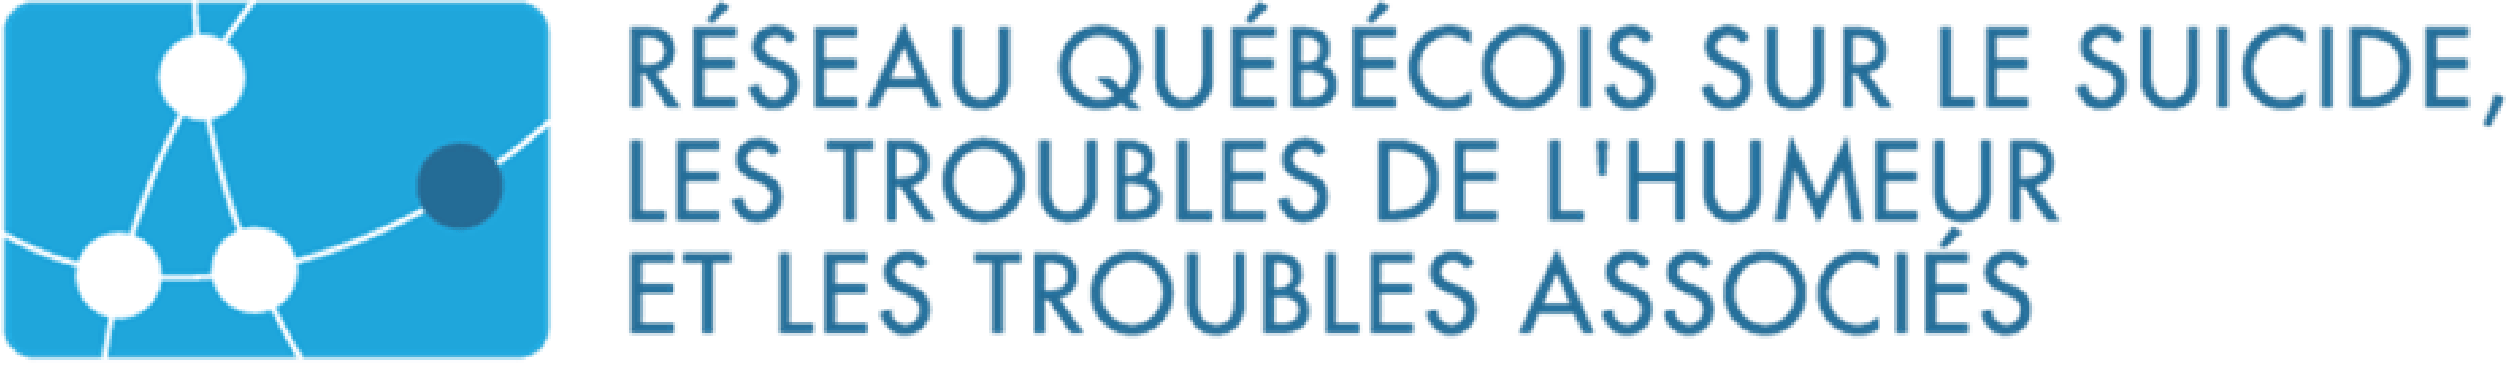 RÉSEAU QUÉBÉCOIS SUR LE SUICIDE,
LES TROUBLES DE L'HUMEUR
ET LES TROUBLES ASSOCIÉS